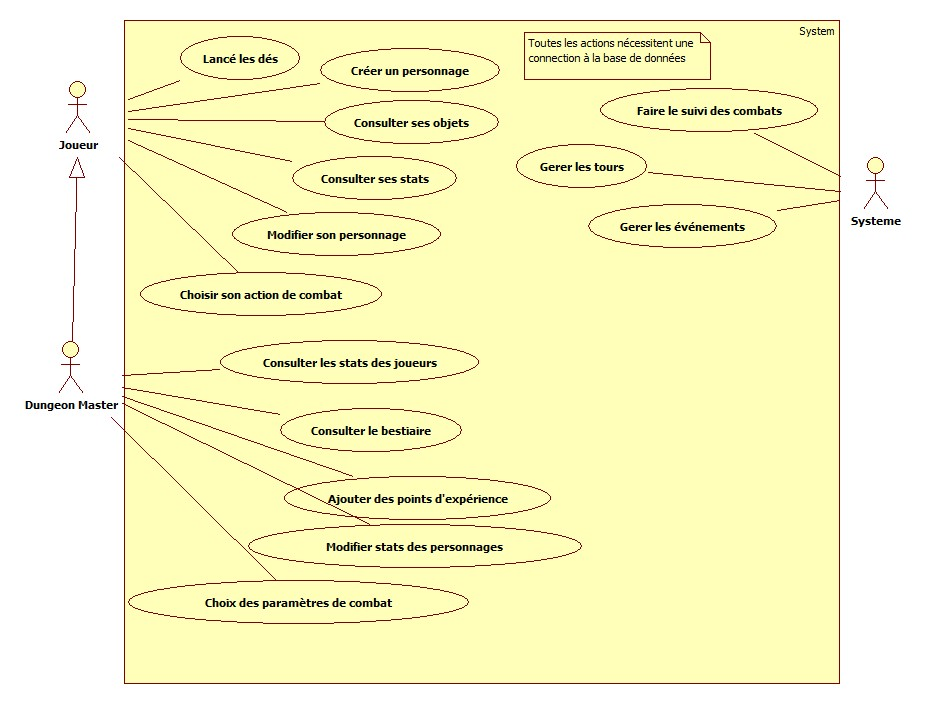 System
Toutes les actions nécessitent une
connection à la base de données
Lancé les dés
Créer un personnage
Consulter ses objets
Consulter ses stats
Modifier son personnage
Choisir son action de combat
Joueur
Faire le suivi des combats
Gerer les tours
Gerer les événements
Systeme
Dungeon Master
Consulter les stats des joueurs
Consulter le bestiaire
Ajouter des points d'expérience
Modifier stats des personnages
Choix des paramètres de combat